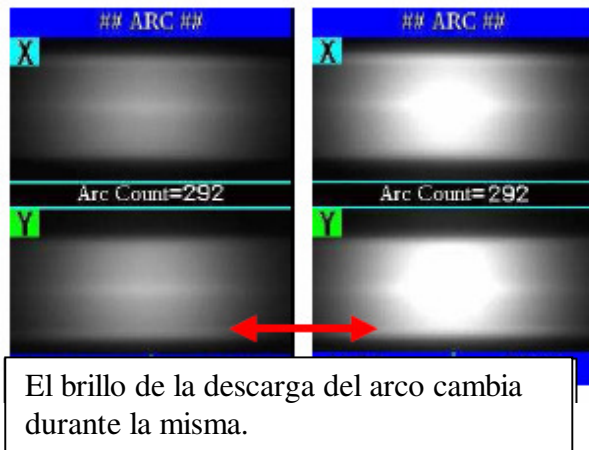 ## ARC ##
X
Arc Count=292
Y
## ARC ##
X
Arc Count=292
Y
El brillo de la descarga del arco cambia
durante la misma.